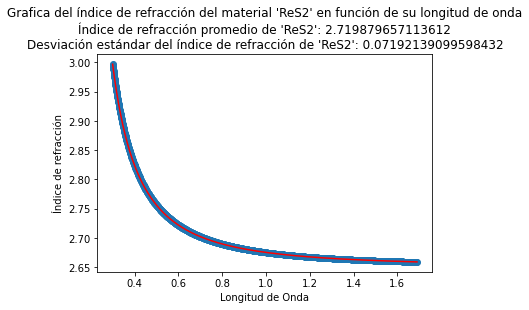 Grafica del índice de refracción del material 'ReS2' en función de su longitud de onda
Índice de refracción promedio de 'ReS2': 2.719879657113612
Desviación estándar del índice de refracción de 'ReS2': 0.07192139099598432
3.00
2.95
2.90
2.85
2.80
2.75
2.70
2.65
Índice de refracción
0.4 0.6 0.8 1.0 1.2 1.4 1.6
Longitud de Onda